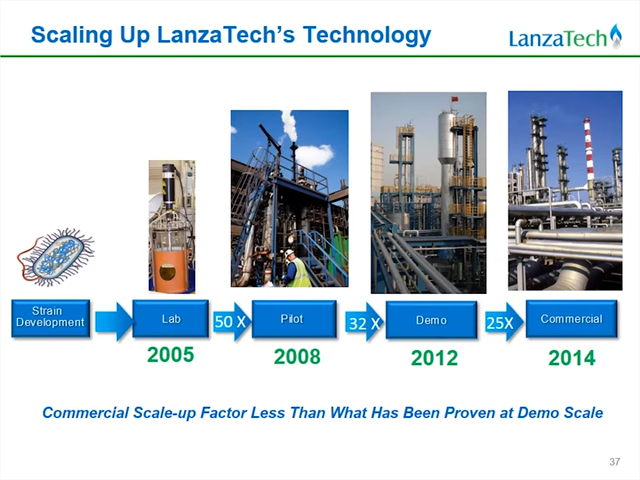 Scaling Up LanzaTech's Technology
LanzaTech
Strain
Development
Lab
50 X
Pilot
32 X
Demo
25X
Commercial
2005
2008
2012
2014
Commercial Scale-up Factor Less Than What Has Been Proven at Demo Scale
37